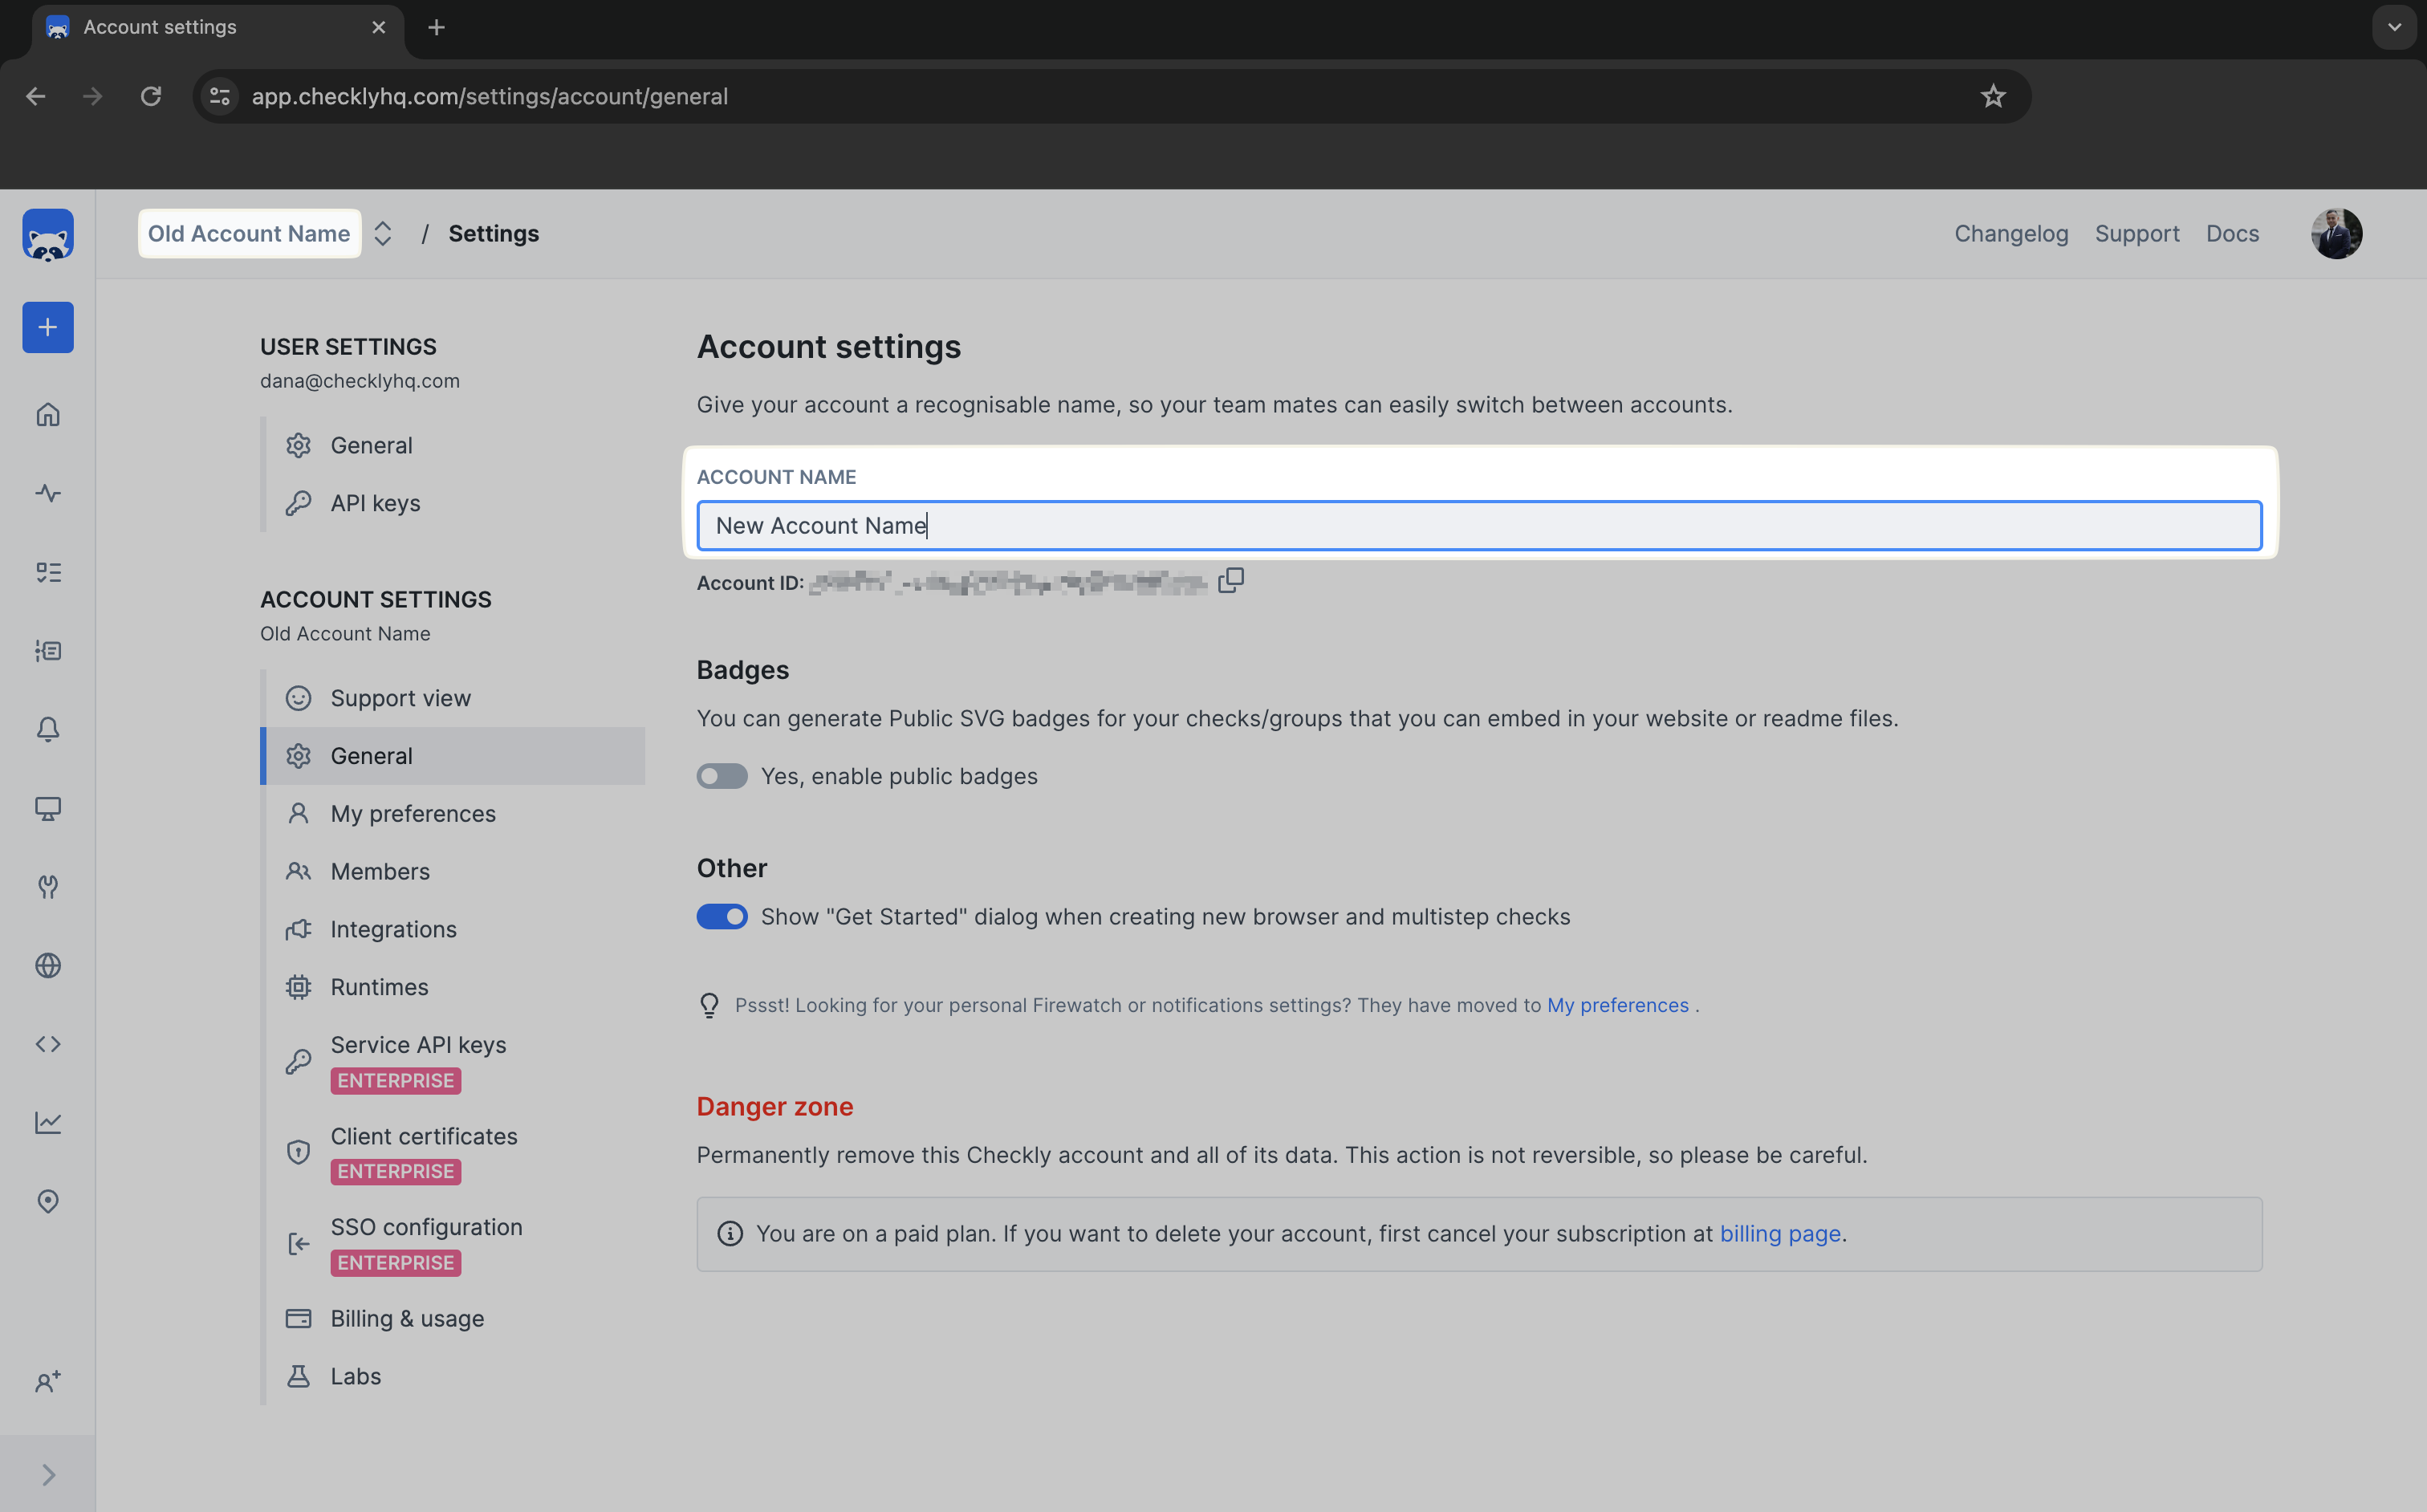 Account settings
app.checklyhq.com/settings/account/general
Old Account Name / Settings
Changelog Support Docs
USER SETTINGS
dana@checklyhq.com
General
API keys
ACCOUNT SETTINGS
Old Account Name
Support view
General
My preferences
Members
Integrations
Runtimes
Service API keys
ENTERPRISE
Client certificates
ENTERPRISE
SSO configuration
ENTERPRISE
Billing & usage
Labs
Account settings
Give your account a recognisable name, so your team mates can easily switch between accounts.
ACCOUNT NAME
New Account Name
Account ID:
Badges
You can generate Public SVG badges for your checks/groups that you can embed in your website or readme files.
Yes, enable public badges
Other
Show "Get Started" dialog when creating new browser and multistep checks
Pssst! Looking for your personal Firewatch or notifications settings? They have moved to My preferences .
Danger zone
Permanently remove this Checkly account and all of its data. This action is not reversible, so please be careful.
You are on a paid plan. If you want to delete your account, first cancel your subscription at billing page.